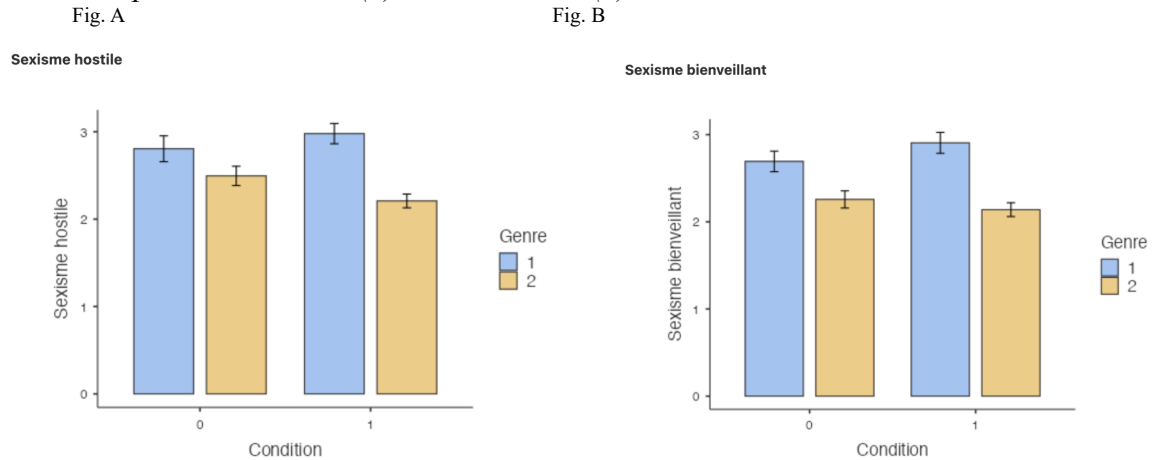 Fig. A
Fig. B
Sexisme hostile
Sexisme hostile
3
2
1
0
0
1
Condition
Genre
1
2
Sexisme bienveillant
Sexisme bienveillant
3
2
1
0
0
1
Condition
Genre
1
2